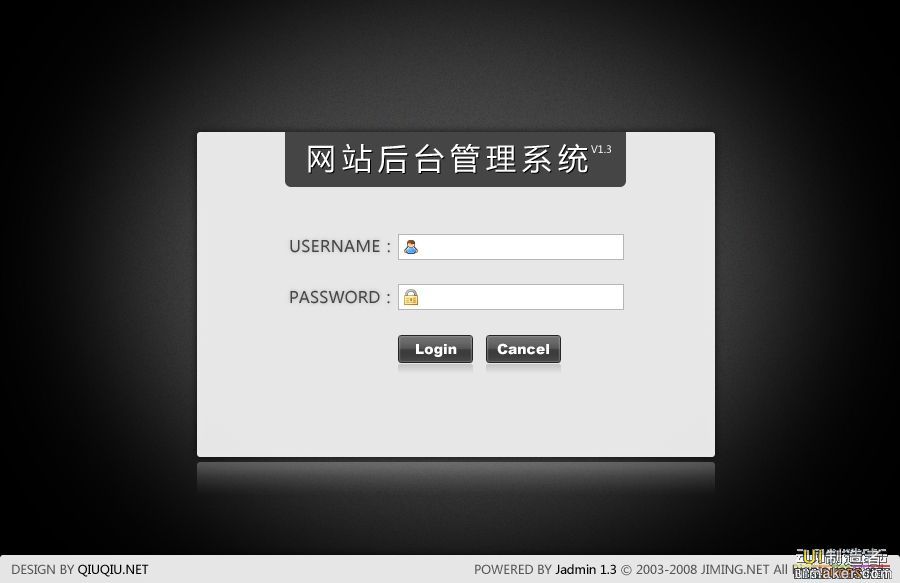 网站后台管理系统 V1.3
USERNAME :
PASSWORD :
Login Cancel
DESIGN BY QIUQIU.NET POWERED BY Jadmin 1.3 © 2003-2008 JIMING.NET All
UI制造者
uimaker.com